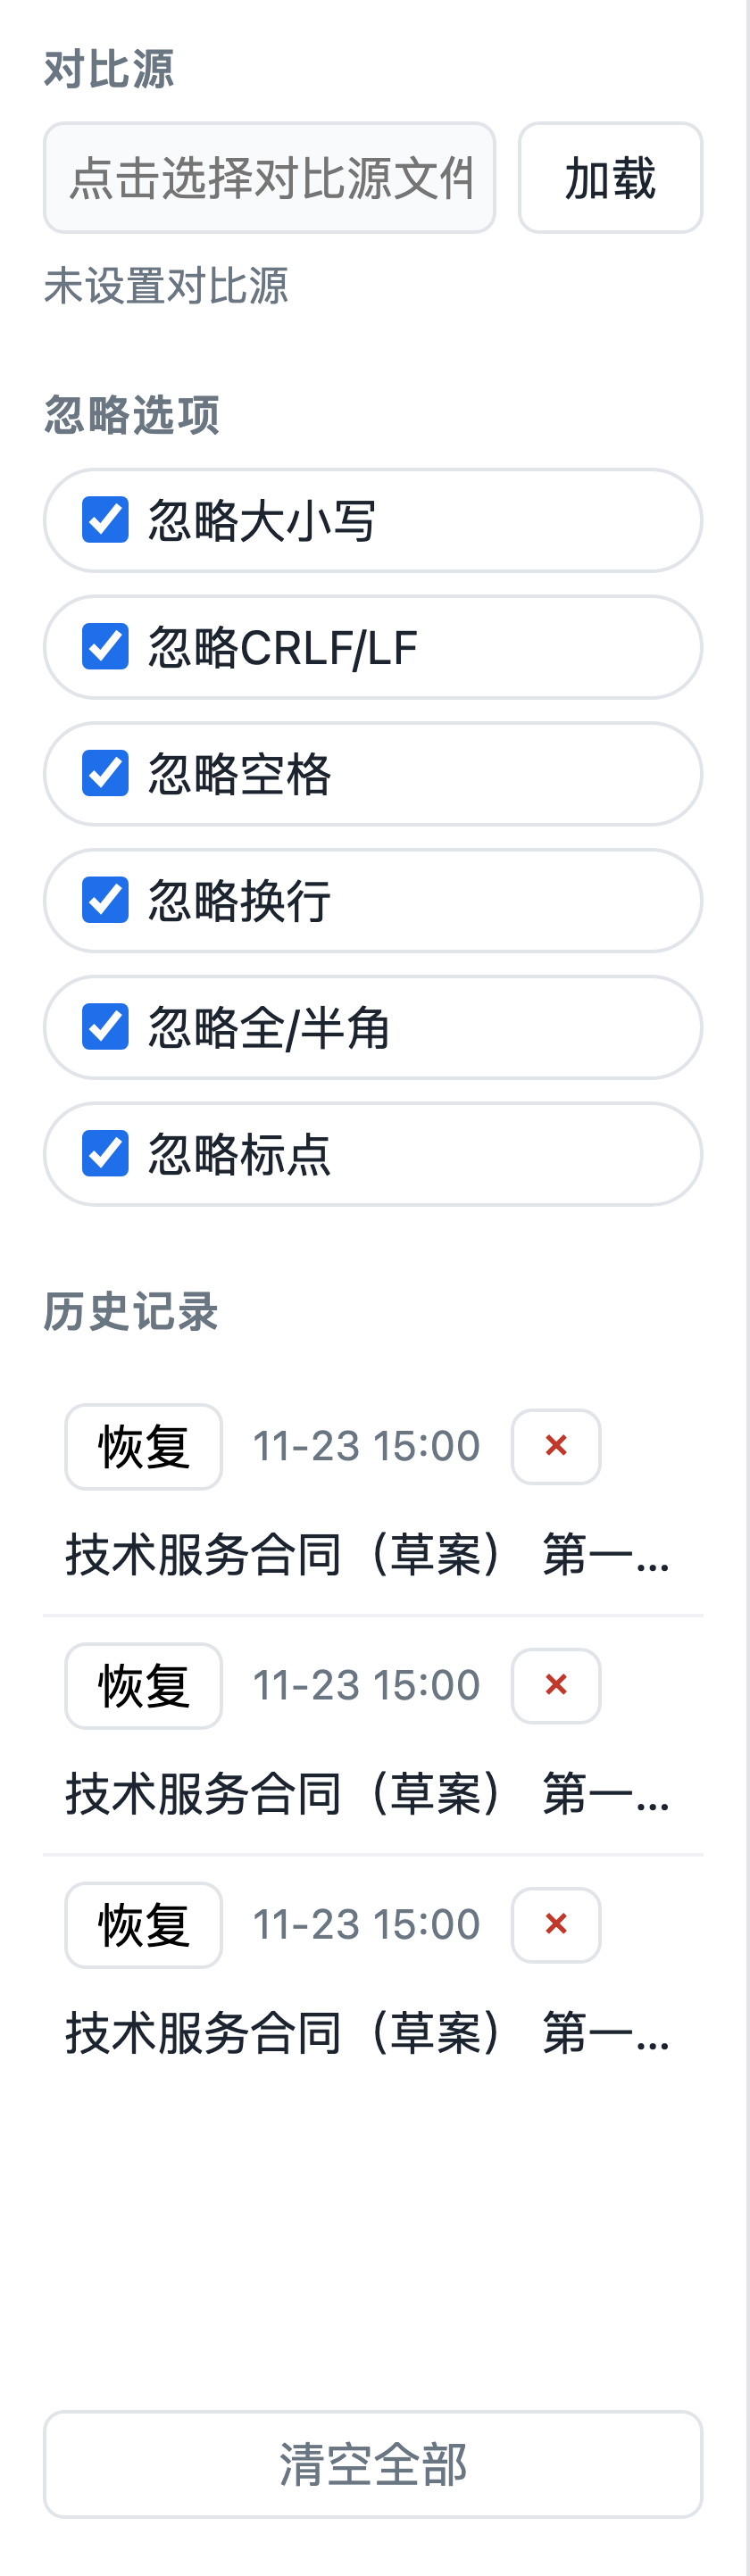 对比源
点击选择对比源文件
加载
未设置对比源
忽略选项
忽略大小写
忽略CRLF/LF
忽略空格
忽略换行
忽略全/半角
忽略标点
历史记录
恢复 11-23 15:00 ×
技术服务合同（草案） 第一...
恢复 11-23 15:00 ×
技术服务合同（草案） 第一...
恢复 11-23 15:00 ×
技术服务合同（草案） 第一...
清空全部